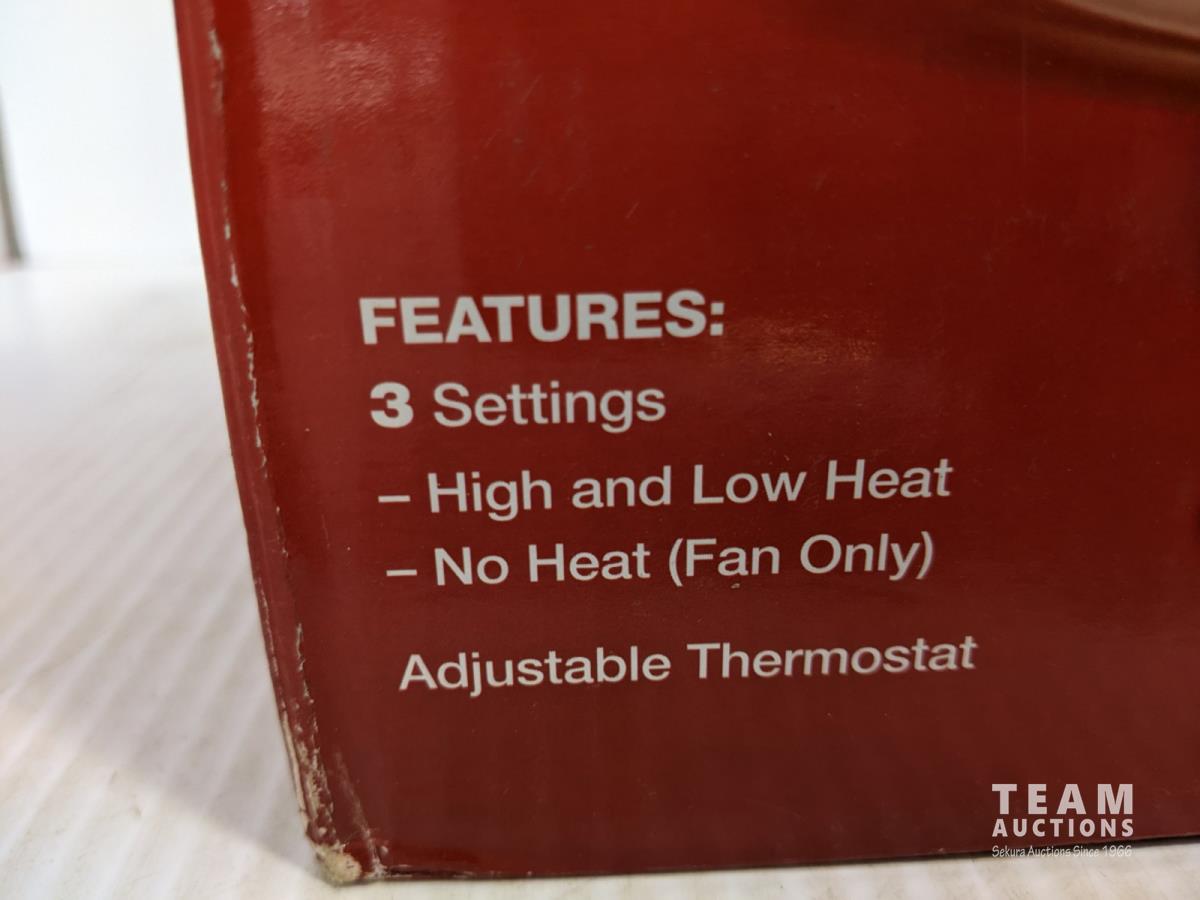 FEATURES:
3 Settings
– High and Low Heat
– No Heat (Fan Only)
Adjustable Thermostat
TEAM
AUCTIONS
Sekura Auctions Since 1966